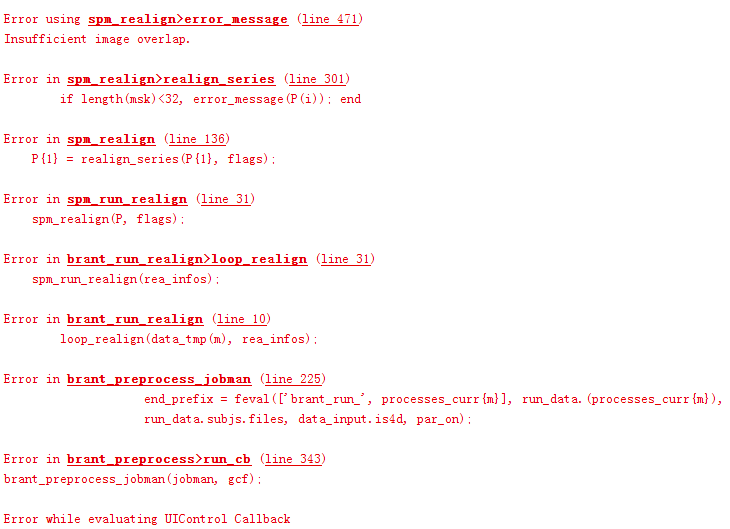 Error using spm_realign>error_message (line 471)
Insufficient image overlap.
Error in spm_realign>realign_series (line 301)
if length(msk)<32, error_message(P(i)); end
Error in spm_realign (line 136)
P{1} = realign_series(P{1}, flags);
Error in spm_run_realign (line 31)
spm_realign(P, flags);
Error in brant_run_realign>loop_realign (line 31)
spm_run_realign(rea_infos);
Error in brant_run_realign (line 10)
loop_realign(data_tmp(m), rea_infos);
Error in brant_preprocess_jobman (line 225)
end_prefix = feval(['brant_run_', processes_curr{m}], run_data.(processes_curr{m}),
run_data.subjs.files, data_input.is4d, par_on);
Error in brant_preprocess>run_cb (line 343)
brant_preprocess_jobman(jobman, gcf);
Error while evaluating UIControl Callback